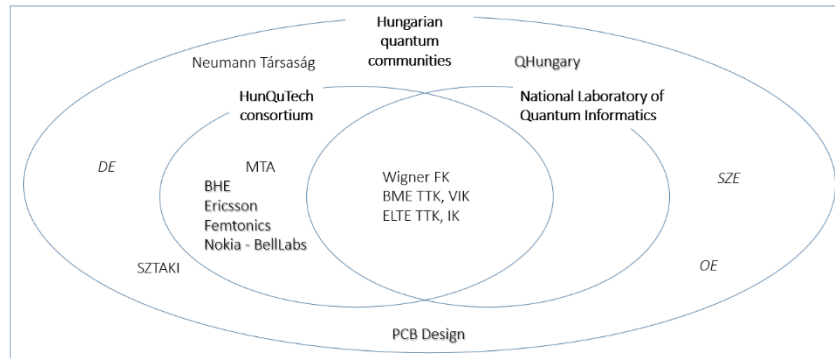 Hungarian
quantum
communities
Neumann Társaság
QHungary
HunQuTech
consortium
National Laboratory of
Quantum Informatics
DE
MTA
BHE
Ericsson
Femtonics
Nokia - BellLabs
Wigner FK
BME TTK, VIK
ELTE TTK, IK
SZE
SZTAKI
OE
PCB Design